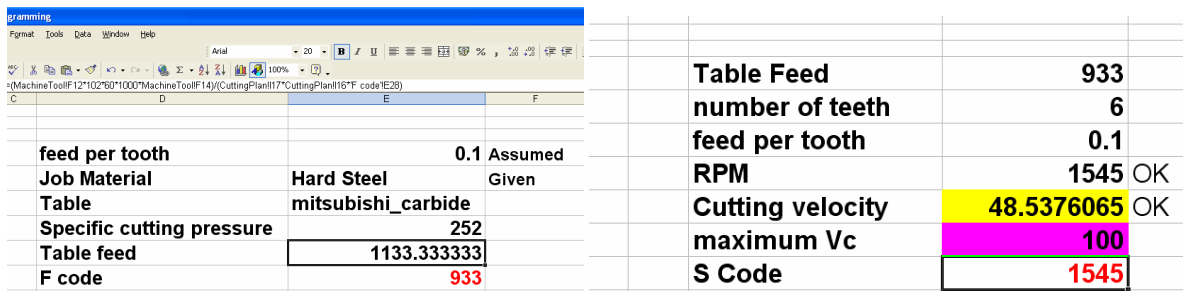 gramming
Format Tools Data Window Help
Arial 20 B I U % ,
100%
=(MachineTool!F12*102*60*1000*MachineTool!F14)/(CuttingPlan!I17*CuttingPlan!I16*'F code'!E28)
C D E F
feed per tooth 0.1 Assumed
Job Material Hard Steel Given
Table mitsubishi_carbide
Specific cutting pressure 252
Table feed 1133.333333
F code 933
Table Feed 933
number of teeth 6
feed per tooth 0.1
RPM 1545 OK
Cutting velocity 48.5376065 OK
maximum Vc 100
S Code 1545